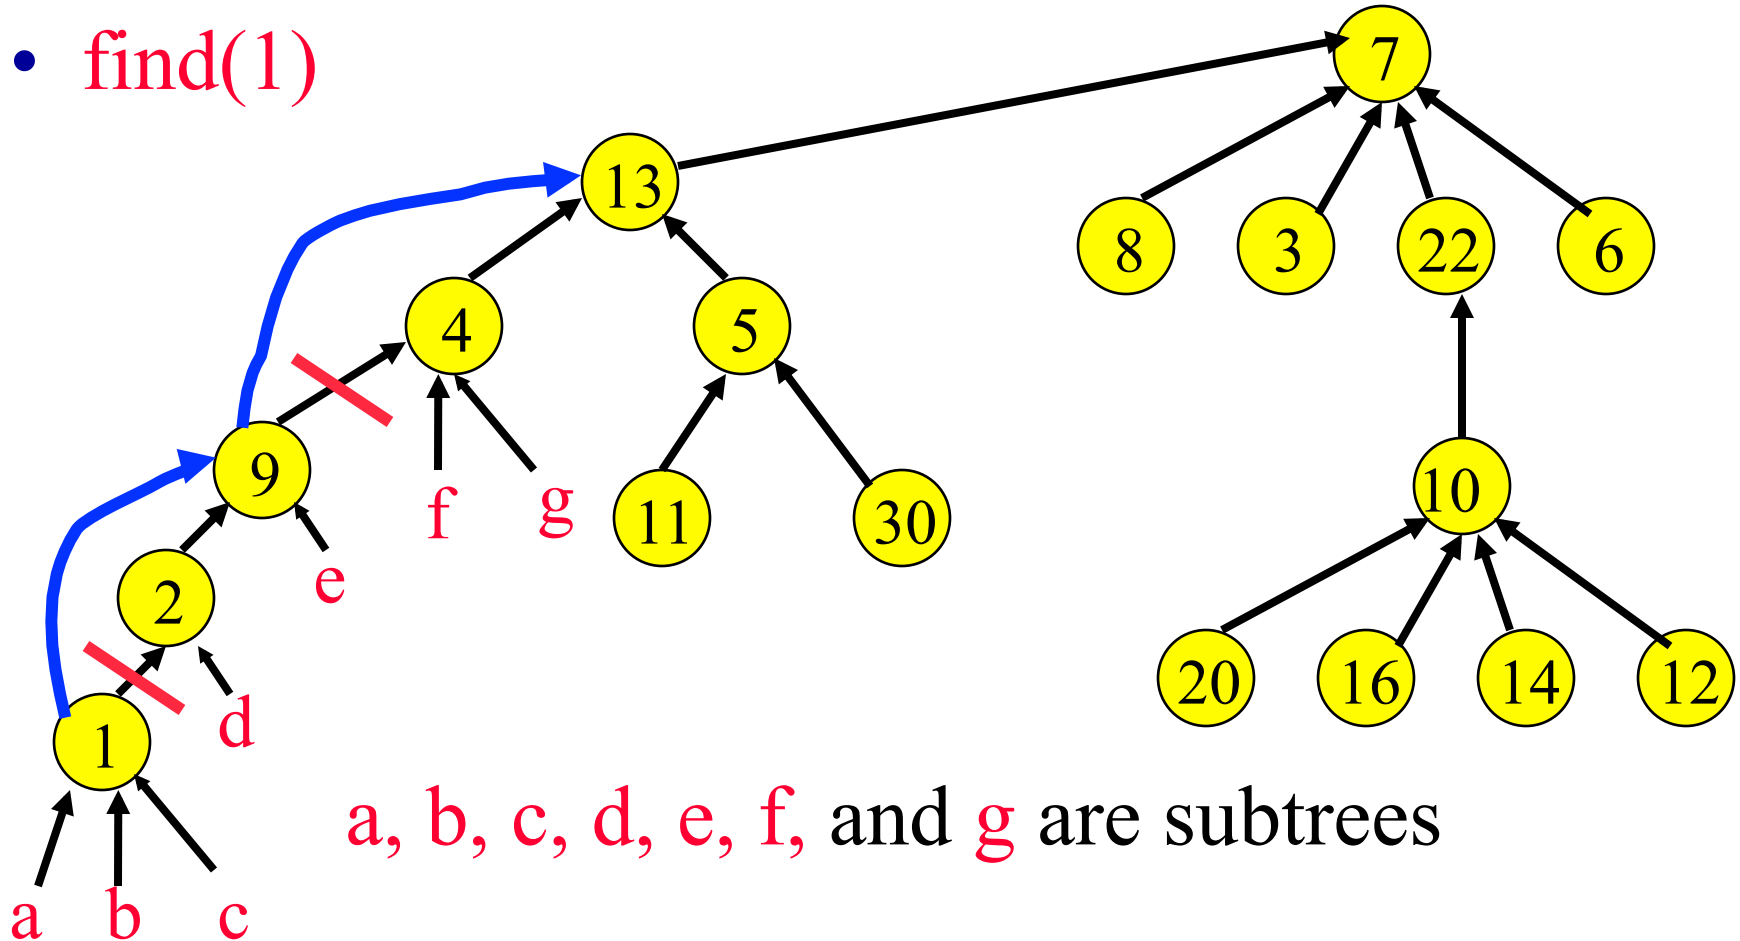 • find(1)
7
13
8 3 22 6
4 5
9
f g 11 30 10
2 e
20 16 14 12
1 d
a, b, c, d, e, f, and g are subtrees
a b c